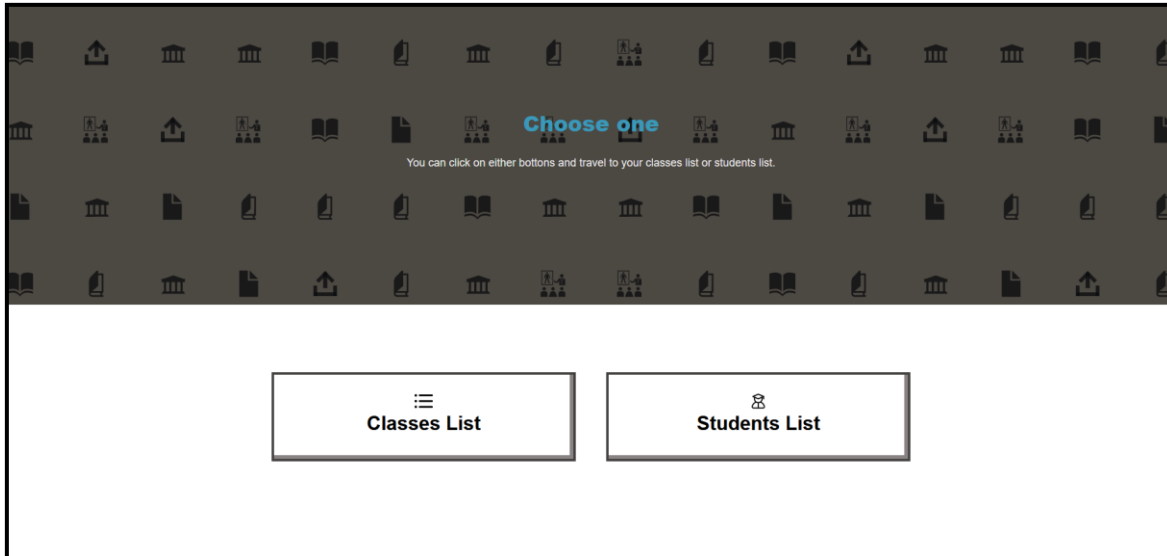 Choose one
You can click on either bottons and travel to your classes list or students list.
Classes List
Students List